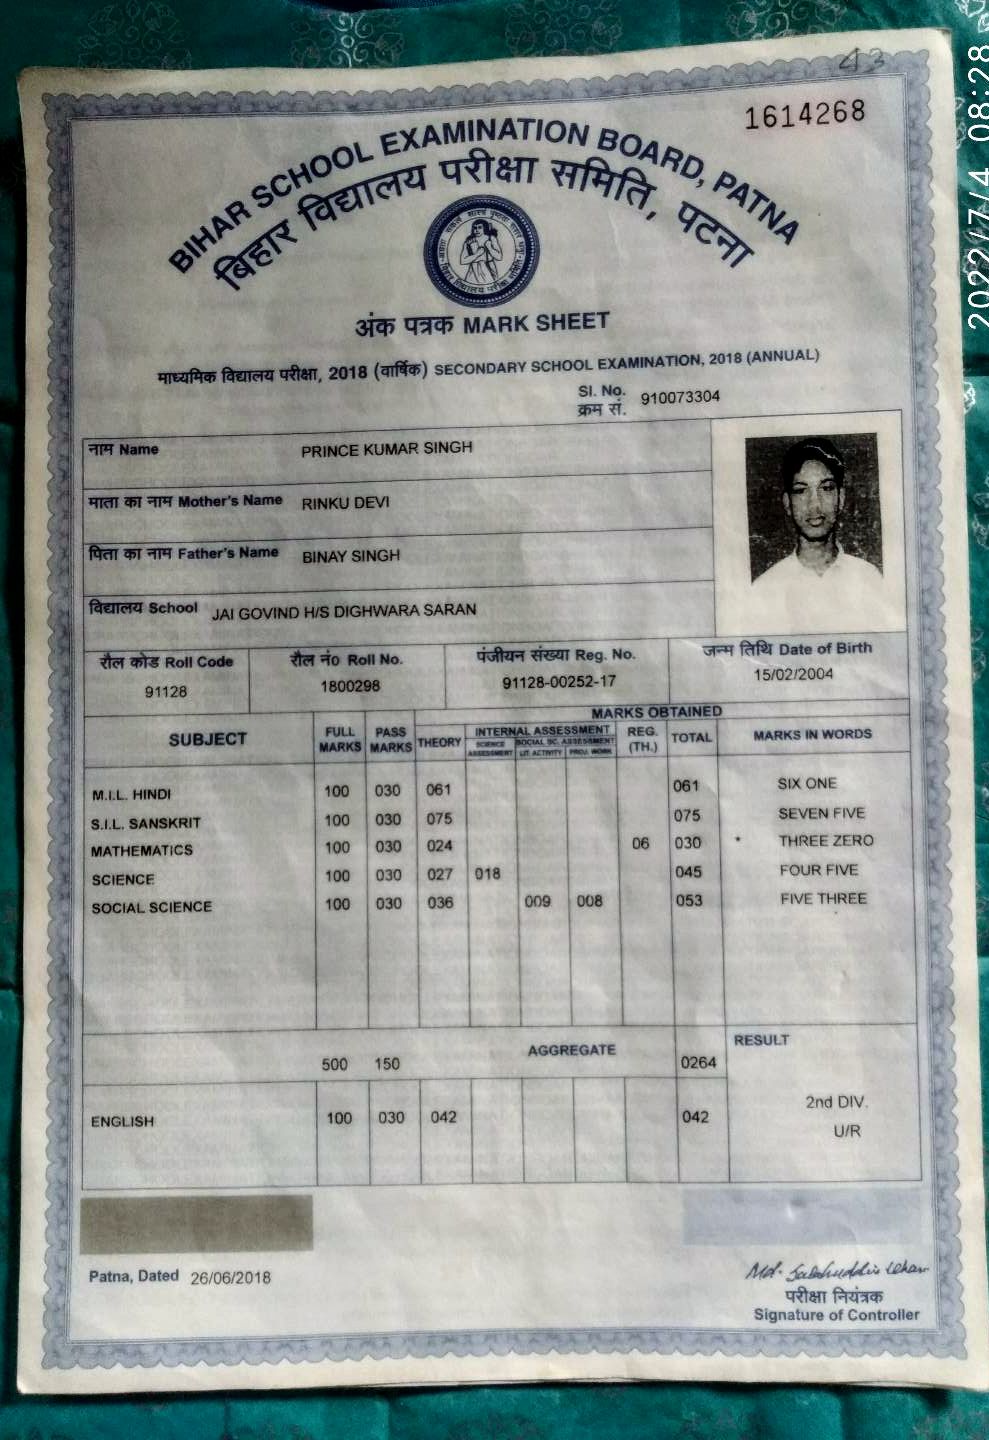 43
1614268
BIHAR SCHOOL EXAMINATION BOARD, PATNA
बिहार विद्यालय परीक्षा समिति, पटना
अंक पत्रक MARK SHEET
माध्यमिक विद्यालय परीक्षा, 2018 (वार्षिक) SECONDARY SCHOOL EXAMINATION, 2018 (ANNUAL)
Sl. No. 910073304
क्रम सं.
नाम Name PRINCE KUMAR SINGH
माता का नाम Mother's Name RINKU DEVI
पिता का नाम Father's Name BINAY SINGH
विद्यालय School JAI GOVIND H/S DIGHWARA SARAN
रौल कोड Roll Code रौल नं० Roll No. पंजीयन संख्या Reg. No. जन्म तिथि Date of Birth
91128 1800298 91128-00252-17 15/02/2004
MARKS OBTAINED
SUBJECT FULL MARKS PASS MARKS THEORY INTERNAL ASSESSMENT REG. (TH.) TOTAL MARKS IN WORDS
SCIENCE ASSESSMENT SOCIAL SC. ASSESSMENT
LIT. ACTIVITY PROJ. WORK
M.I.L. HINDI 100 030 061 061 SIX ONE
S.I.L. SANSKRIT 100 030 075 075 SEVEN FIVE
MATHEMATICS 100 030 024 06 030 * THREE ZERO
SCIENCE 100 030 027 018 045 FOUR FIVE
SOCIAL SCIENCE 100 030 036 009 008 053 FIVE THREE
500 150 AGGREGATE 0264 RESULT
ENGLISH 100 030 042 042 2nd DIV.
U/R
Patna, Dated 26/06/2018
परीक्षा नियंत्रक
Signature of Controller
2022/7/4 08:28